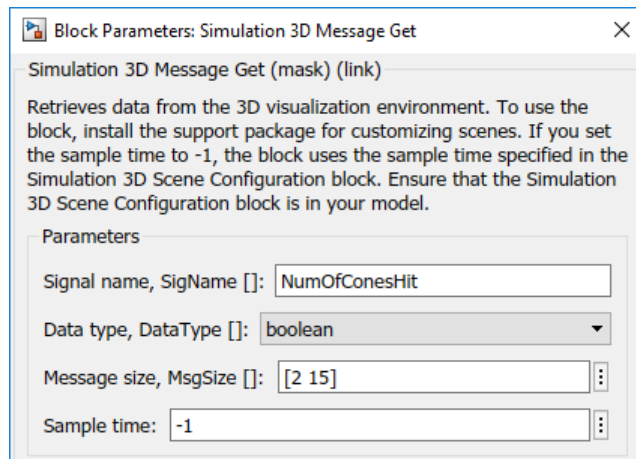 Block Parameters: Simulation 3D Message Get
Simulation 3D Message Get (mask) (link)
Retrieves data from the 3D visualization environment. To use the
block, install the support package for customizing scenes. If you set
the sample time to -1, the block uses the sample time specified in the
Simulation 3D Scene Configuration block. Ensure that the Simulation
3D Scene Configuration block is in your model.
Parameters
Signal name, SigName []: NumOfConesHit
Data type, DataType []: boolean
Message size, MsgSize []: [2 15]
Sample time: -1